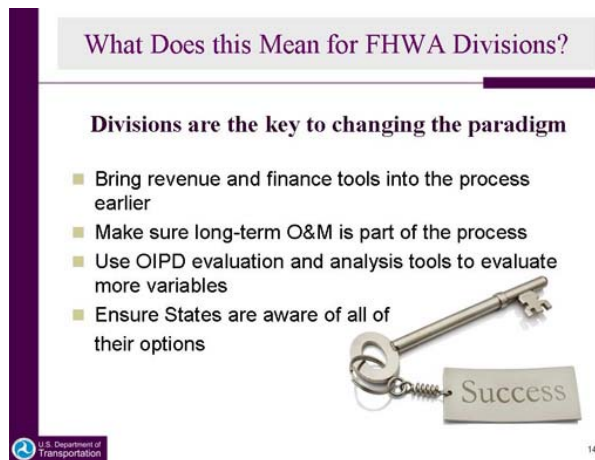 What Does this Mean for FHWA Divisions?
Divisions are the key to changing the paradigm
Bring revenue and finance tools into the process
earlier
Make sure long-term O&M is part of the process
Use OIPD evaluation and analysis tools to evaluate
more variables
Ensure States are aware of all of
their options
Success
U.S. Department of
Transportation
14